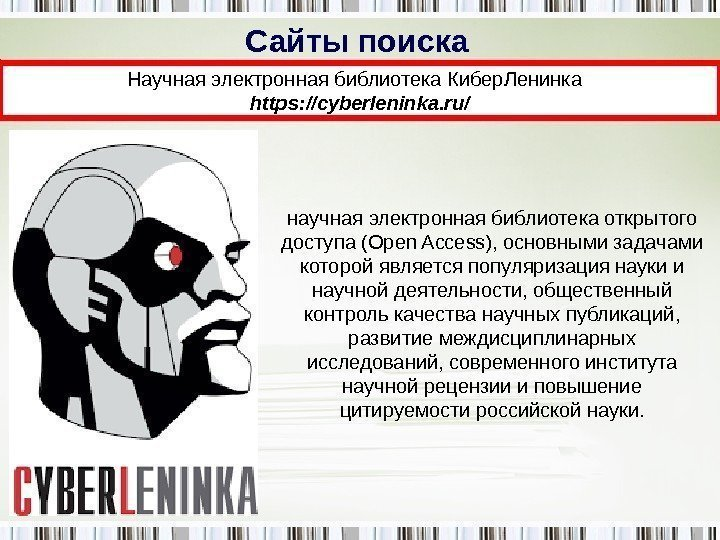 Сайты поиска
Научная электронная библиотека Кибер.Ленинка
https: //cyberleninka.ru/
научная электронная библиотека открытого
доступа (Open Access), основными задачами
которой является популяризация науки и
научной деятельности, общественный
контроль качества научных публикаций,
развитие междисциплинарных
исследований, современного института
научной рецензии и повышение
цитируемости российской науки.
CYBERLENINKA